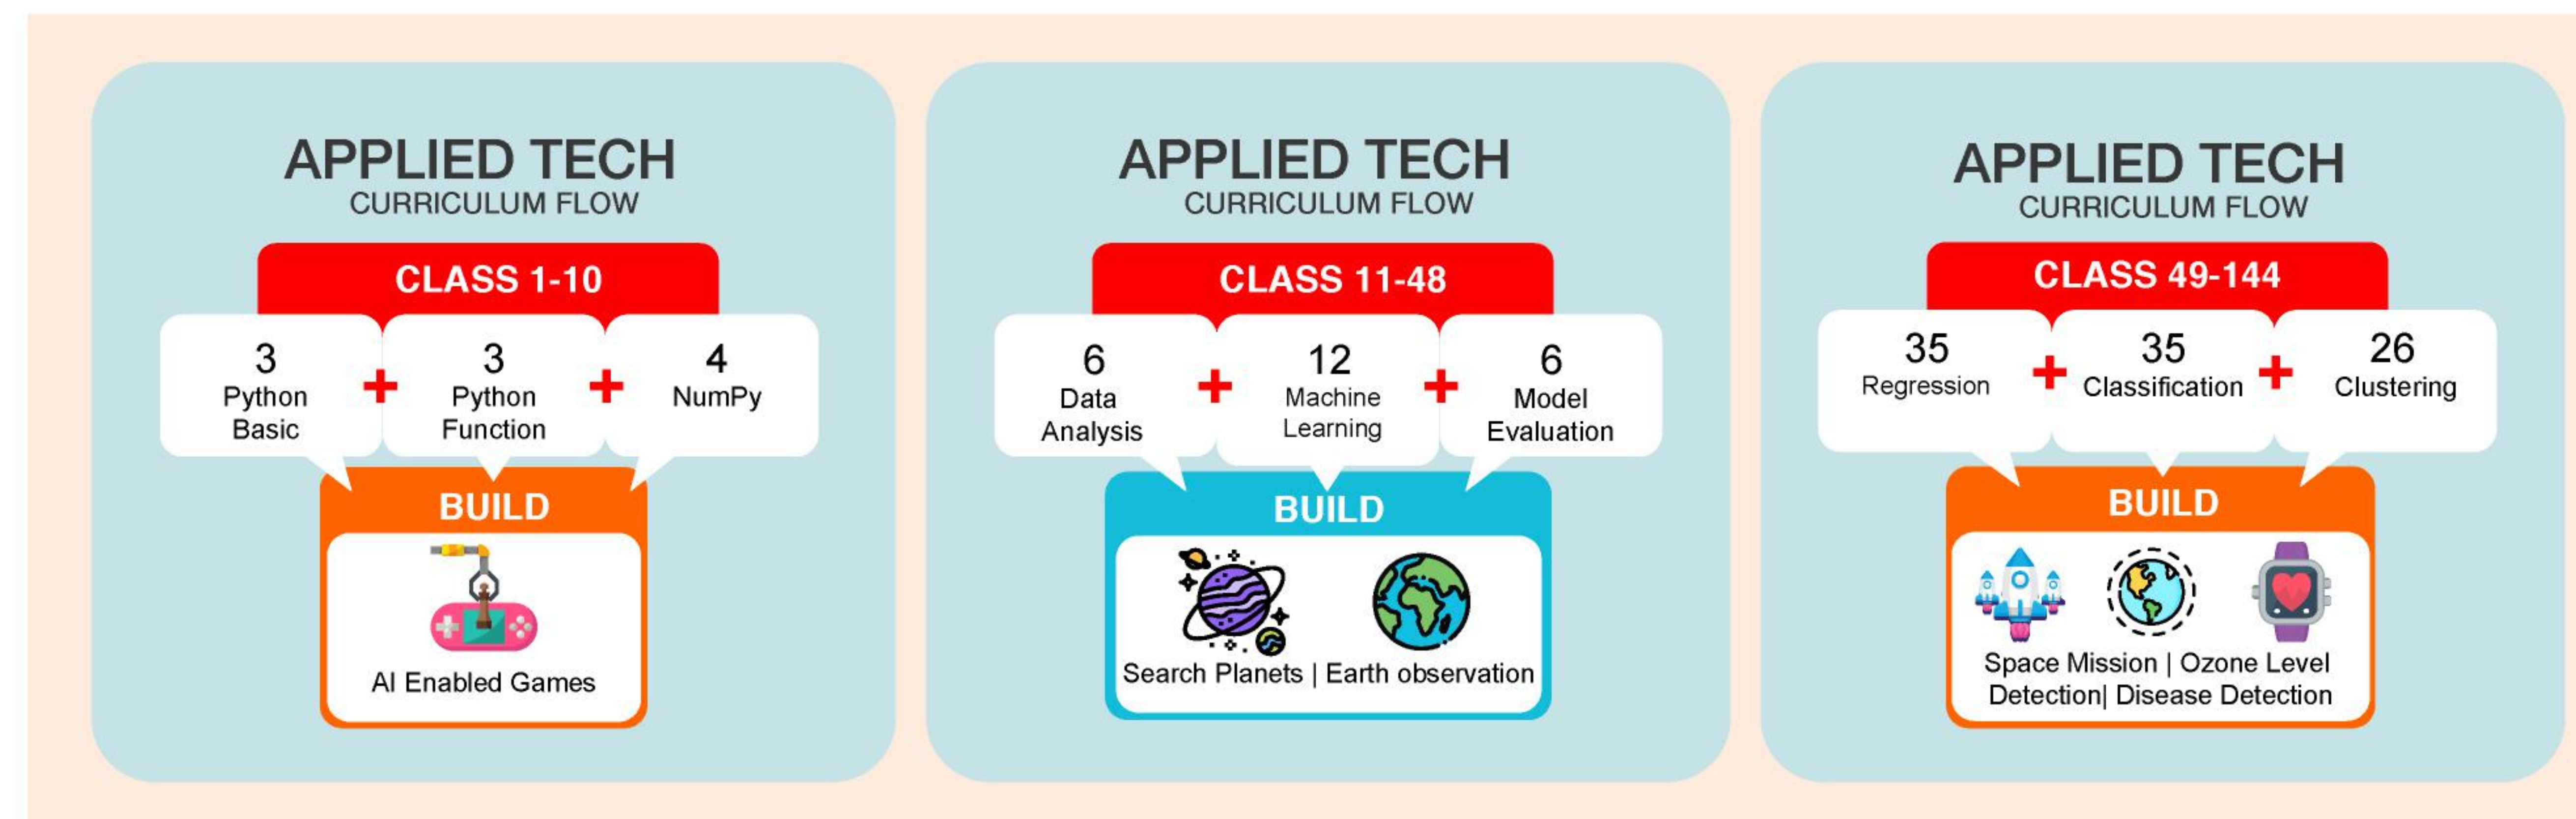 APPLIED TECH
CURRICULUM FLOW
CLASS 1-10
3
Python
Basic
+
3
Python
Function
+
4
NumPy
BUILD
AI Enabled Games
APPLIED TECH
CURRICULUM FLOW
CLASS 11-48
6
Data
Analysis
+
12
Machine
Learning
+
6
Model
Evaluation
BUILD
Search Planets | Earth observation
APPLIED TECH
CURRICULUM FLOW
CLASS 49-144
35
Regression
+
35
Classification
+
26
Clustering
BUILD
Space Mission | Ozone Level
Detection| Disease Detection